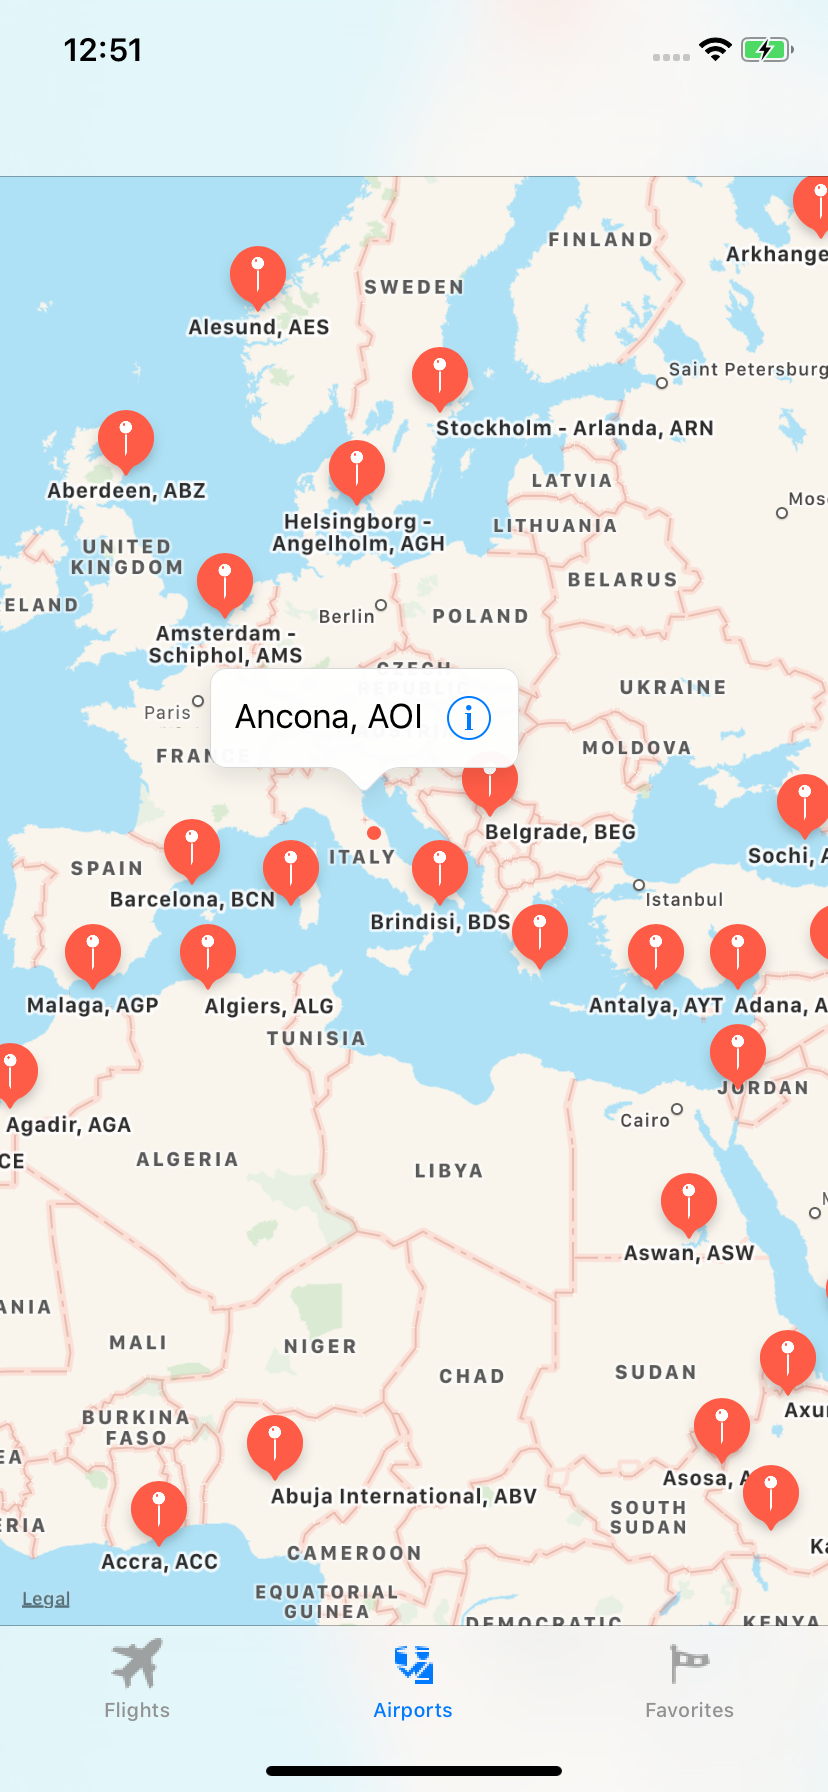 12:51
FINLAND
Arkhange
SWEDEN
Alesund, AES
Saint Petersburg
Stockholm - Arlanda, ARN
LATVIA
Aberdeen, ABZ
Mos
Helsingborg -
Angelholm, AGH
LITHUANIA
UNITED
KINGDOM
BELARUS
ELAND
Berlin
POLAND
Amsterdam -
Schiphol, AMS
CZECH
REPUBLIC
UKRAINE
Paris
Ancona, AOI
MOLDOVA
FRANCE
Belgrade, BEG
Sochi, A
ITALY
SPAIN
Barcelona, BCN
Istanbul
Brindisi, BDS
Malaga, AGP
Algiers, ALG
Antalya, AYT
Adana, A
TUNISIA
JORDAN
Agadir, AGA
Cairo
CE
ALGERIA
LIBYA
M
Aswan, ASW
ANIA
MALI
NIGER
CHAD
SUDAN
Axu
BURKINA
FASO
EA
Asosa, A
Abuja International, ABV
SOUTH
SUDAN
ERIA
Ka
CAMEROON
Accra, ACC
EQUATORIAL
GUINEA
Legal
DEMOCRATIC
KENYA
Flights
Airports
Favorites